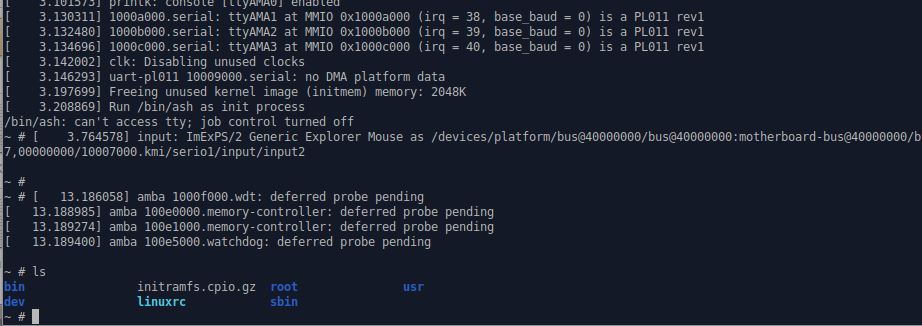 [    3.101573] printk: console [ttyAMA0] enabled
[    3.130311] 1000a000.serial: ttyAMA1 at MMIO 0x1000a000 (irq = 38, base_baud = 0) is a PL011 rev1
[    3.132480] 1000b000.serial: ttyAMA2 at MMIO 0x1000b000 (irq = 39, base_baud = 0) is a PL011 rev1
[    3.134696] 1000c000.serial: ttyAMA3 at MMIO 0x1000c000 (irq = 40, base_baud = 0) is a PL011 rev1
[    3.142002] clk: Disabling unused clocks
[    3.146293] uart-pl011 10009000.serial: no DMA platform data
[    3.197699] Freeing unused kernel image (initmem) memory: 2048K
[    3.208869] Run /bin/ash as init process
/bin/ash: can't access tty; job control turned off
~ # [    3.764578] input: ImExPS/2 Generic Explorer Mouse as /devices/platform/bus@40000000/bus@40000000:motherboard-bus@40000000/b
7,00000000/10007000.kmi/serio1/input/input2
~ #
~ # [   13.186058] amba 1000f000.wdt: deferred probe pending
[   13.188985] amba 100e0000.memory-controller: deferred probe pending
[   13.189274] amba 100e1000.memory-controller: deferred probe pending
[   13.189400] amba 100e5000.watchdog: deferred probe pending
~ # ls
bin                initramfs.cpio.gz  root               usr
dev                linuxrc            sbin
~ #